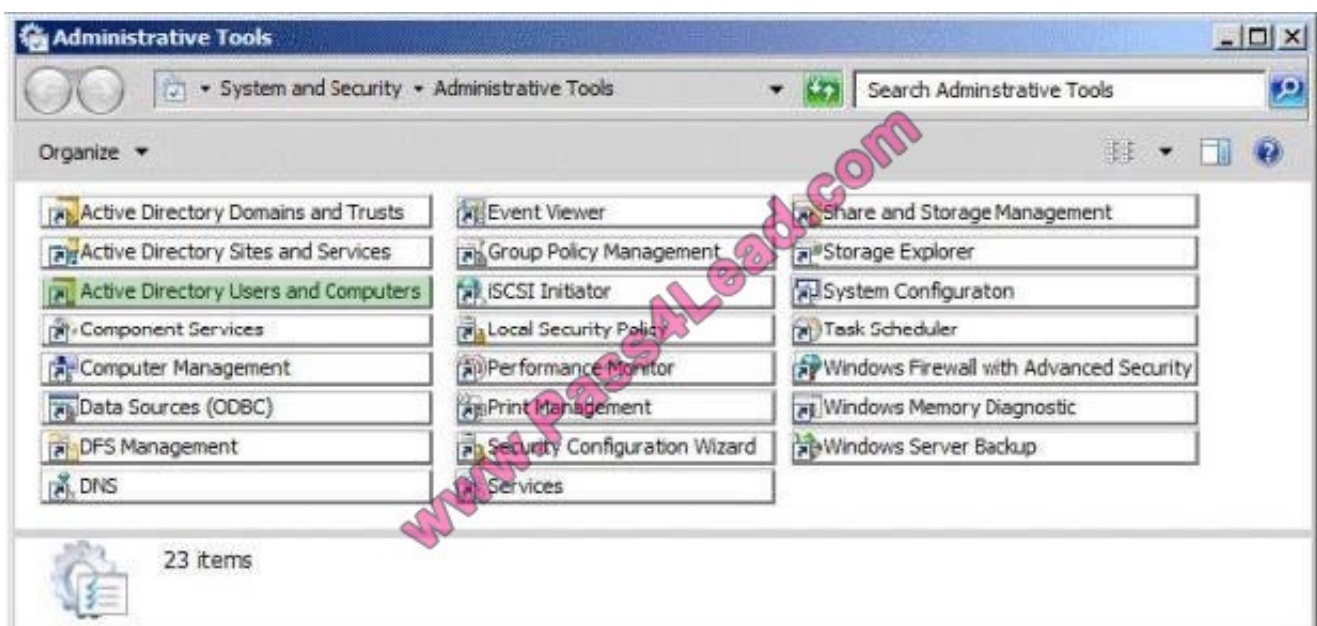 Administrative Tools
System and Security Administrative Tools
Search Adminstrative Tools
Organize
Active Directory Domains and Trusts
Active Directory Sites and Services
Active Directory Users and Computers
Component Services
Computer Management
Data Sources (ODBC)
DFS Management
DNS
Event Viewer
Group Policy Management
iSCSI Initiator
Local Security Policy
Performance Monitor
Print Management
Security Configuration Wizard
Services
Share and Storage Management
Storage Explorer
System Configuraton
Task Scheduler
Windows Firewall with Advanced Security
Windows Memory Diagnostic
Windows Server Backup
23 items
www.Pass4Lead.com